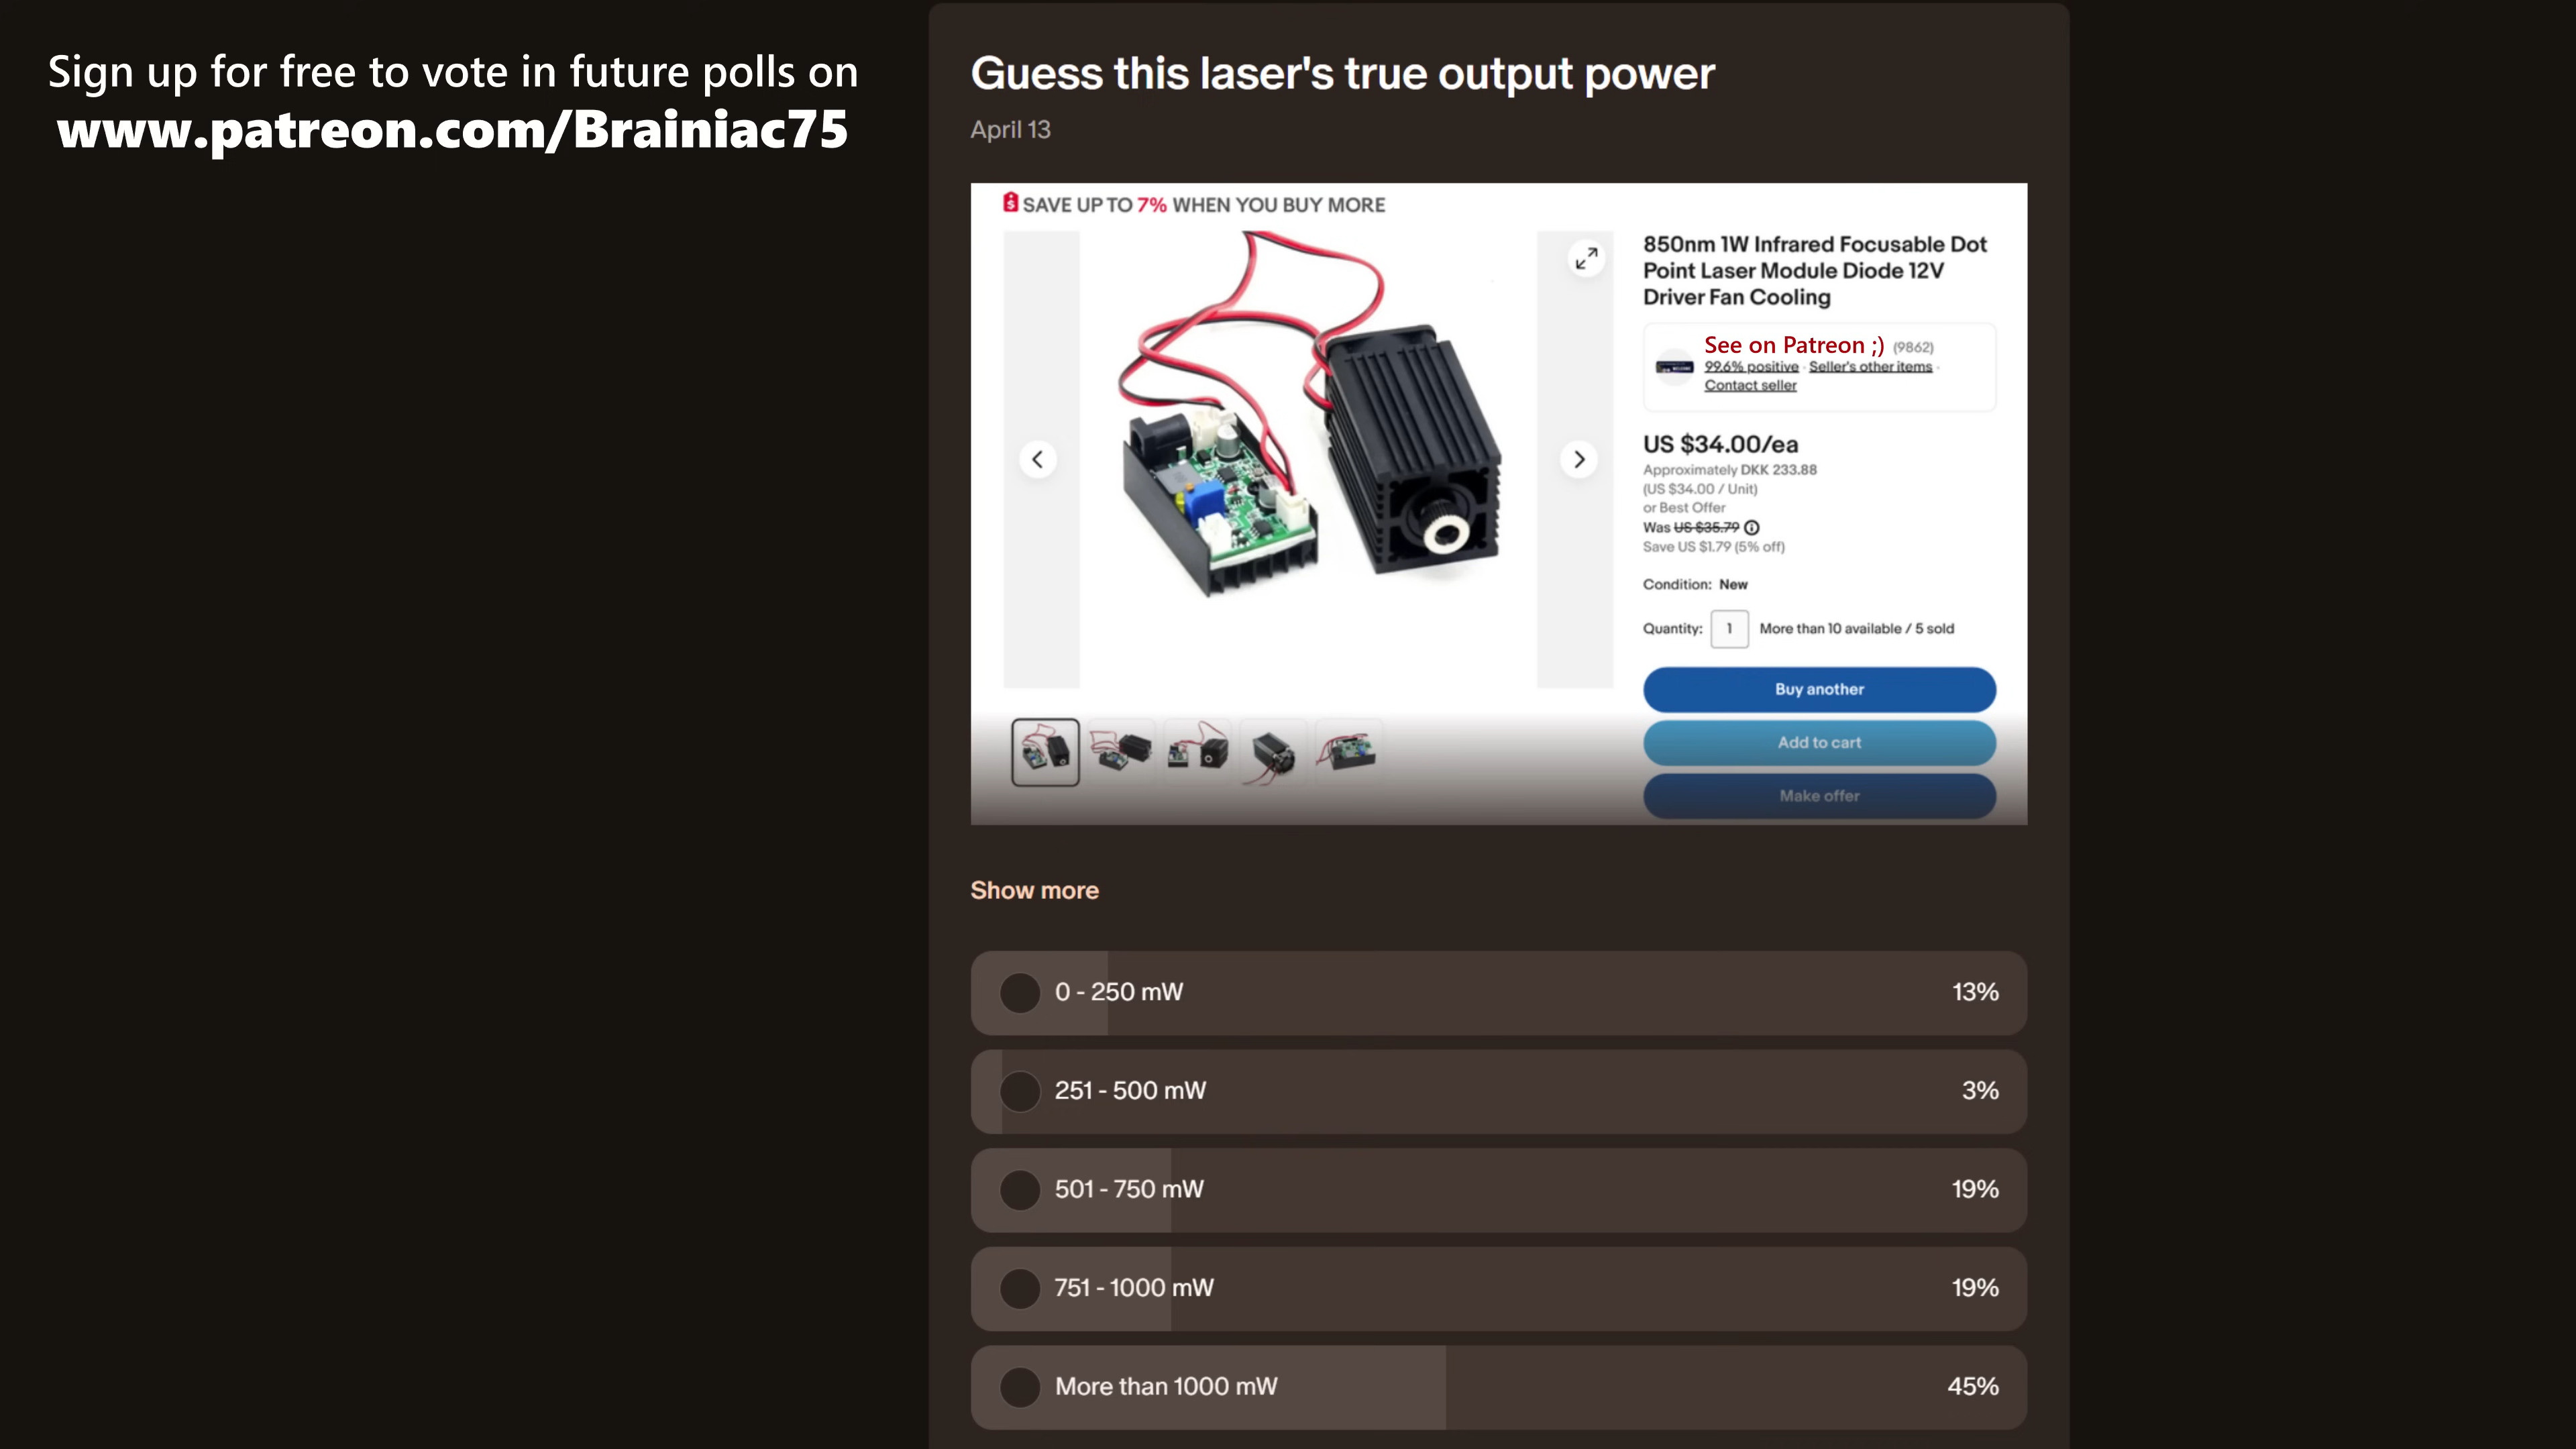 Sign up for free to vote in future polls on
www.patreon.com/Brainiac75
Guess this laser's true output power
April 13
SAVE UP TO 7% WHEN YOU BUY MORE
850nm 1W Infrared Focusable Dot
Point Laser Module Diode 12V
Driver Fan Cooling
See on Patreon ;) (9862)
99.6% positive · Seller's other items ·
Contact seller
US $34.00/ea
Approximately DKK 233.88
(US $34.00 / Unit)
or Best Offer
Was US $35.79
Save US $1.79 (5% off)
Condition: New
Quantity: 1 More than 10 available / 5 sold
Buy another
Add to cart
Make offer
Show more
0 - 250 mW 13%
251 - 500 mW 3%
501 - 750 mW 19%
751 - 1000 mW 19%
More than 1000 mW 45%